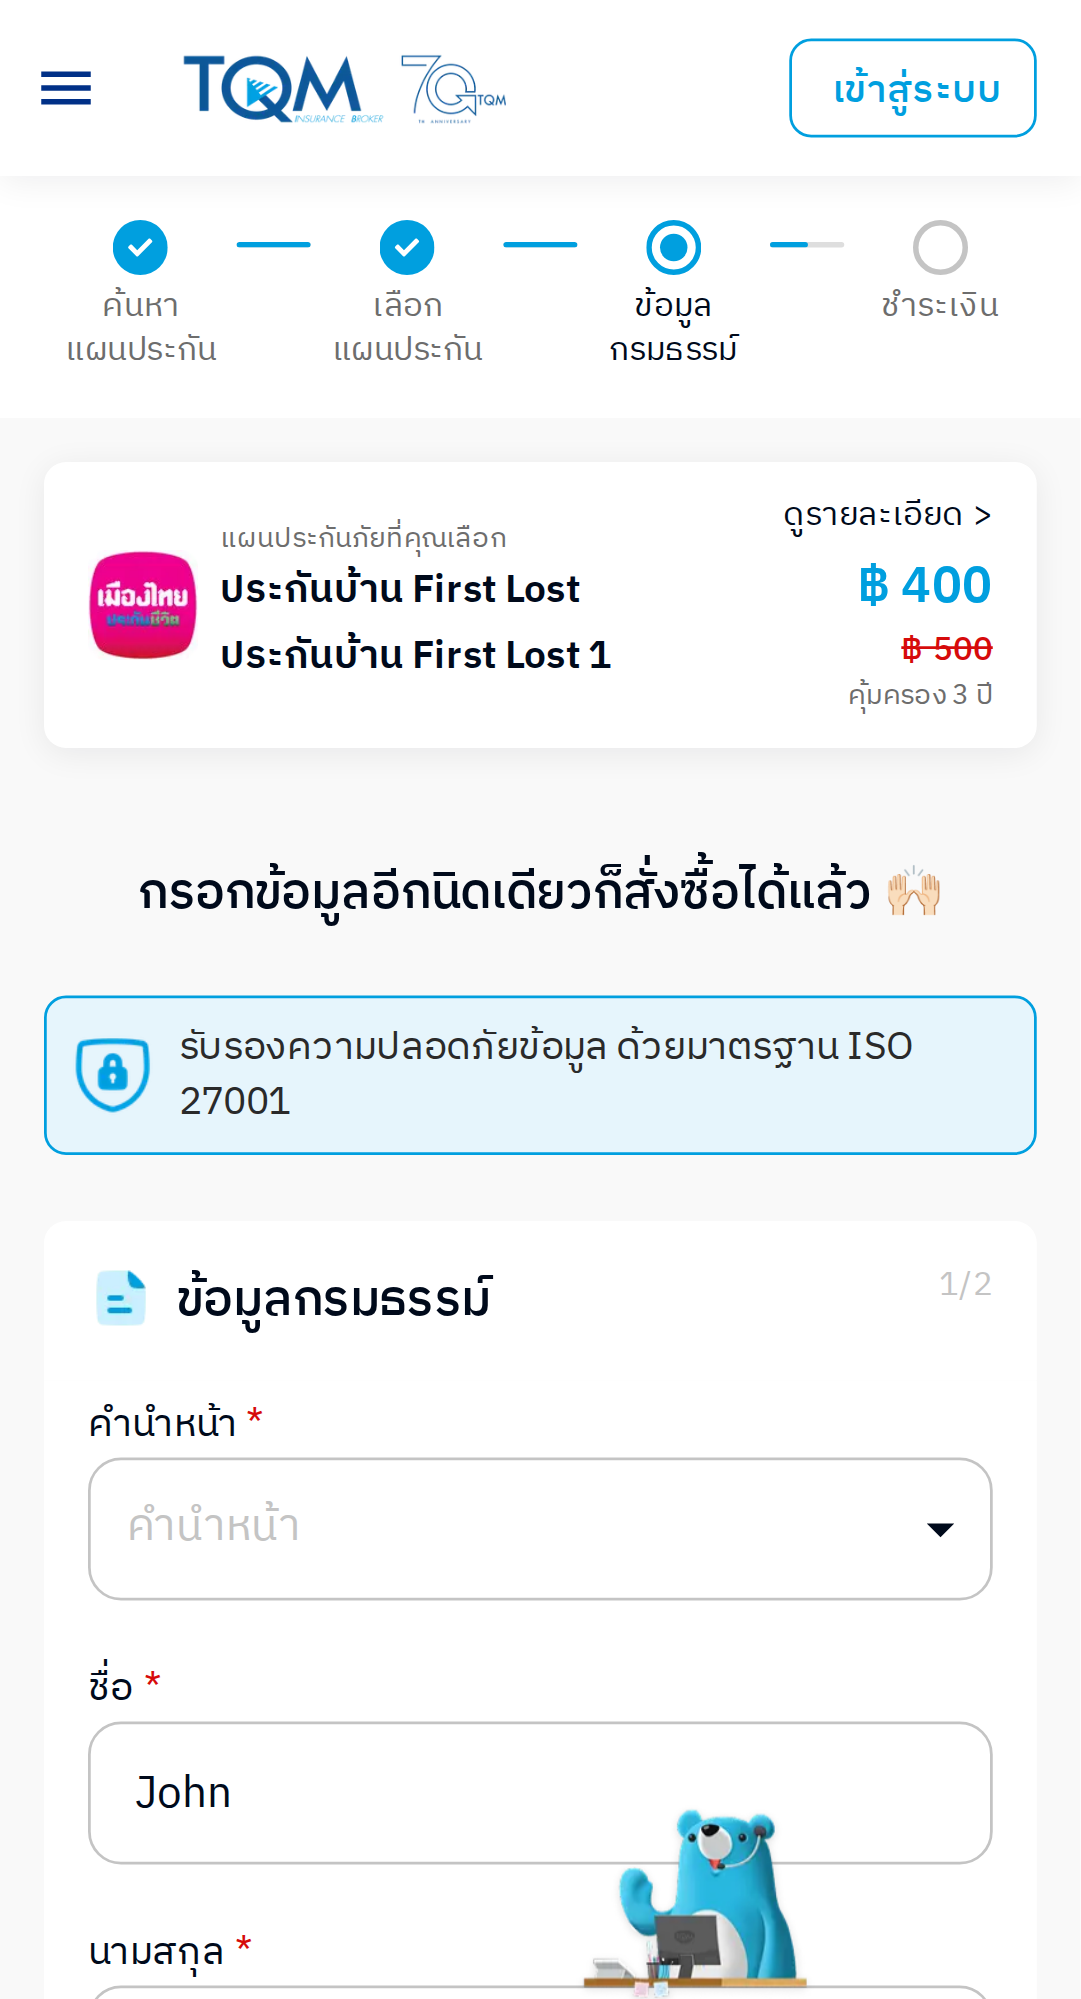 TQM
INSURANCE BROKER
70 TQM
TH ANNIVERSARY
เข้าสู่ระบบ
ค้นหา
แผนประกัน
เลือก
แผนประกัน
ข้อมูล
กรมธรรม์
ชำระเงิน
ดูรายละเอียด >
แผนประกันภัยที่คุณเลือก
เมืองไทย
ประกันชีวิต
ประกันบ้าน First Lost
฿ 400
ประกันบ้าน First Lost 1
฿ 500
คุ้มครอง 3 ปี
กรอกข้อมูลอีกนิดเดียวก็สั่งซื้อได้แล้ว 🙌🏻
รับรองความปลอดภัยข้อมูล ด้วยมาตรฐาน ISO
27001
ข้อมูลกรมธรรม์
1/2
คำนำหน้า *
คำนำหน้า
ชื่อ *
John
นามสกุล *